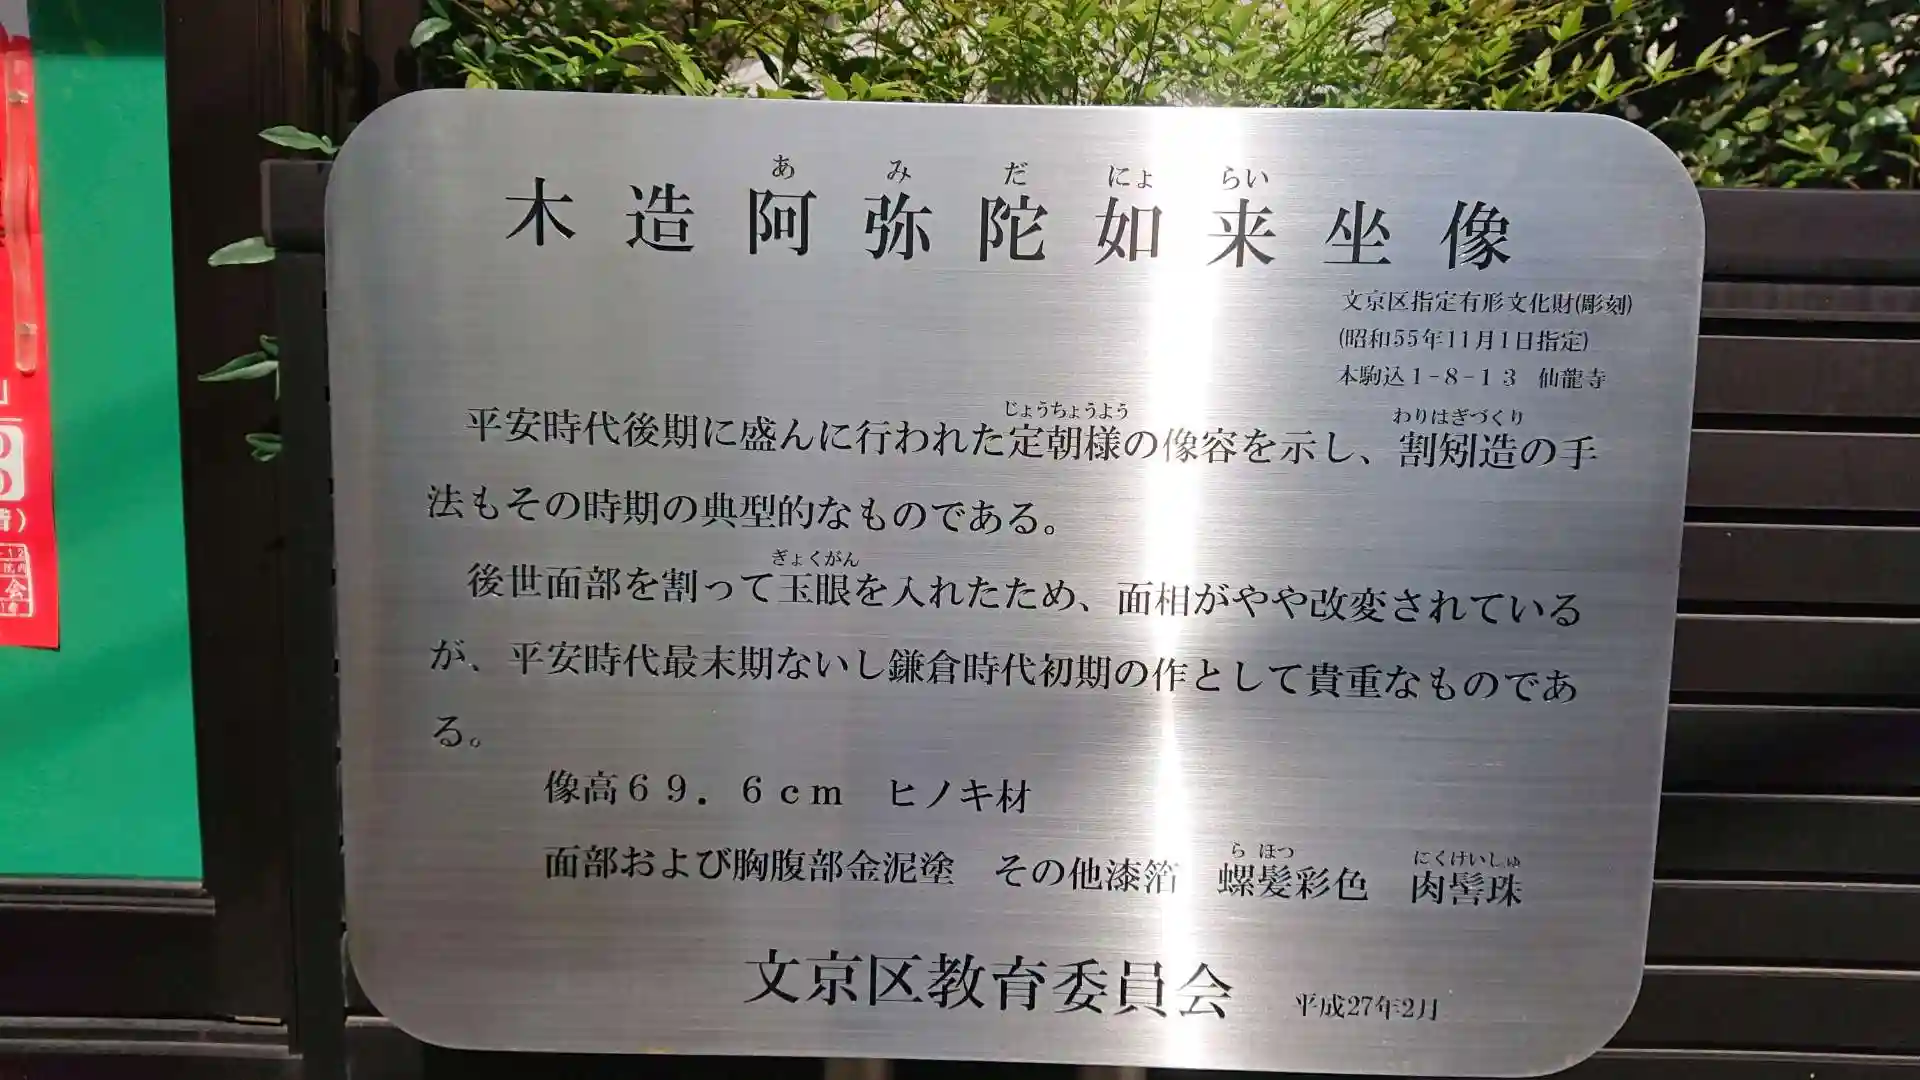 木造阿弥陀如来坐像
あみだにょらい
文京区指定有形文化財(彫刻)
(昭和55年11月1日指定)
本駒込1-8-13 仙龍寺
じょうちょうよう わりはぎづくり
平安時代後期に盛んに行われた定朝様の像容を示し、割矧造の手
法もその時期の典型的なものである。
ぎょくがん
後世面部を割って玉眼を入れたため、面相がやや改変されている
が、平安時代最末期ないし鎌倉時代初期の作として貴重なものであ
る。
像高69.6cm ヒノキ材
らほつ にくけいしゅ
面部および胸腹部金泥塗 その他漆箔 螺髪彩色 肉髻珠
文京区教育委員会 平成27年2月